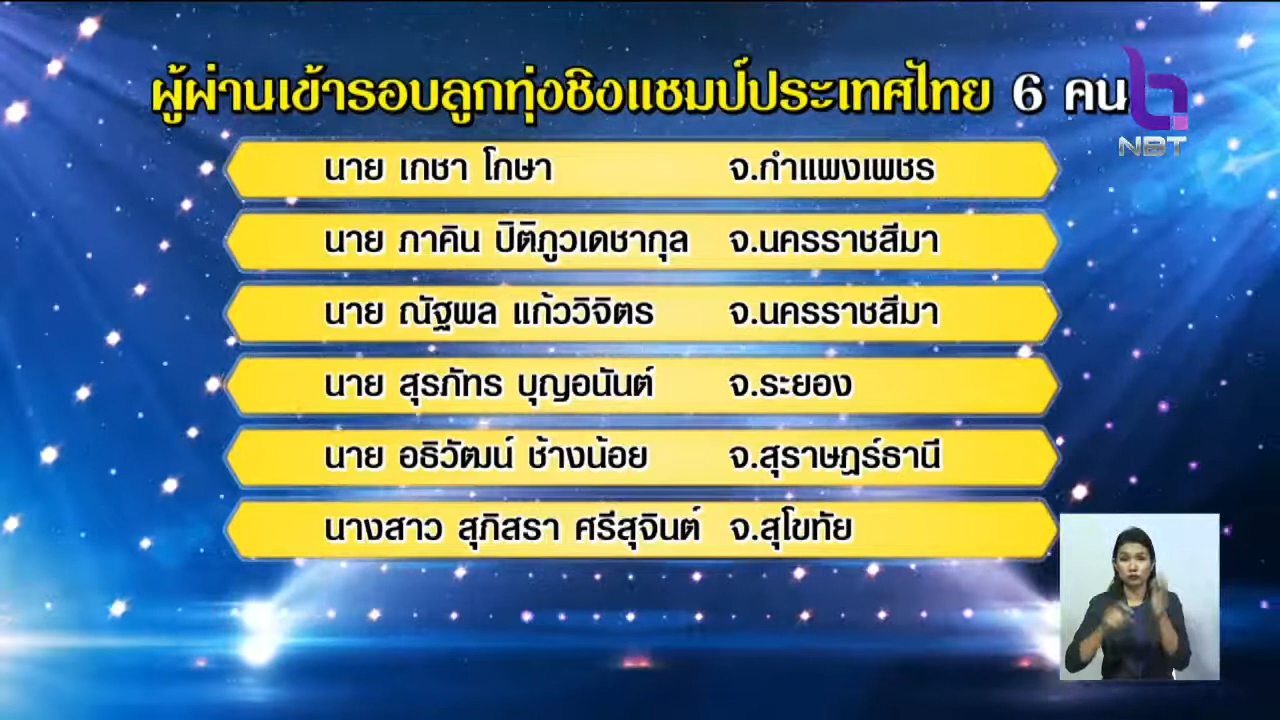 ผู้ผ่านเข้ารอบลูกทุ่งชิงแชมป์ประเทศไทย 6 คน
NBT
นาย เกชา โกษา จ.กำแพงเพชร
นาย ภาคิน ปิติภูวเดชากุล จ.นครราชสีมา
นาย ณัฐพล แก้ววิจิตร จ.นครราชสีมา
นาย สุรภัทร บุญอนันต์ จ.ระยอง
นาย อธิวัฒน์ ช้างน้อย จ.สุราษฎร์ธานี
นางสาว สุภิสรา ศรีสุจินต์ จ.สุโขทัย